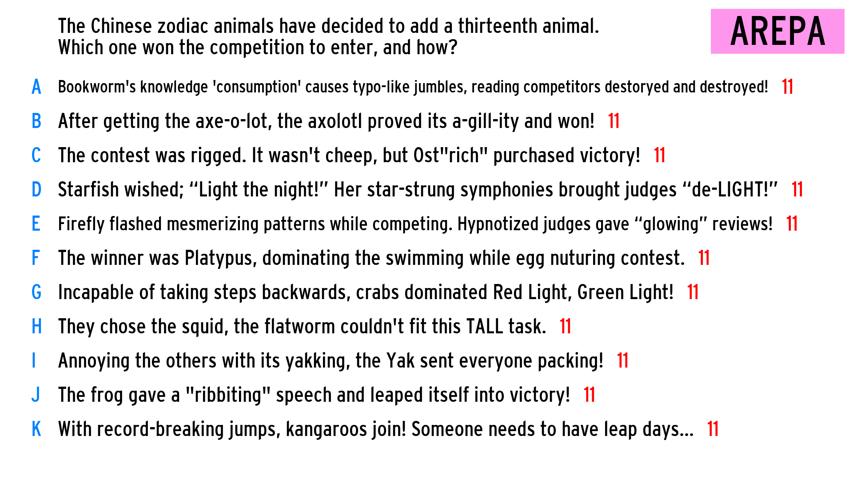 The Chinese zodiac animals have decided to add a thirteenth animal.
Which one won the competition to enter, and how?
AREPA
A Bookworm's knowledge 'consumption' causes typo-like jumbles, reading competitors destoryed and destroyed! 11
B After getting the axe-o-lot, the axolotl proved its a-gill-ity and won! 11
C The contest was rigged. It wasn't cheep, but Ost"rich" purchased victory! 11
D Starfish wished; “Light the night!” Her star-strung symphonies brought judges “de-LIGHT!” 11
E Firefly flashed mesmerizing patterns while competing. Hypnotized judges gave “glowing” reviews! 11
F The winner was Platypus, dominating the swimming while egg nuturing contest. 11
G Incapable of taking steps backwards, crabs dominated Red Light, Green Light! 11
H They chose the squid, the flatworm couldn't fit this TALL task. 11
I Annoying the others with its yakking, the Yak sent everyone packing! 11
J The frog gave a "ribbiting" speech and leaped itself into victory! 11
K With record-breaking jumps, kangaroos join! Someone needs to have leap days... 11